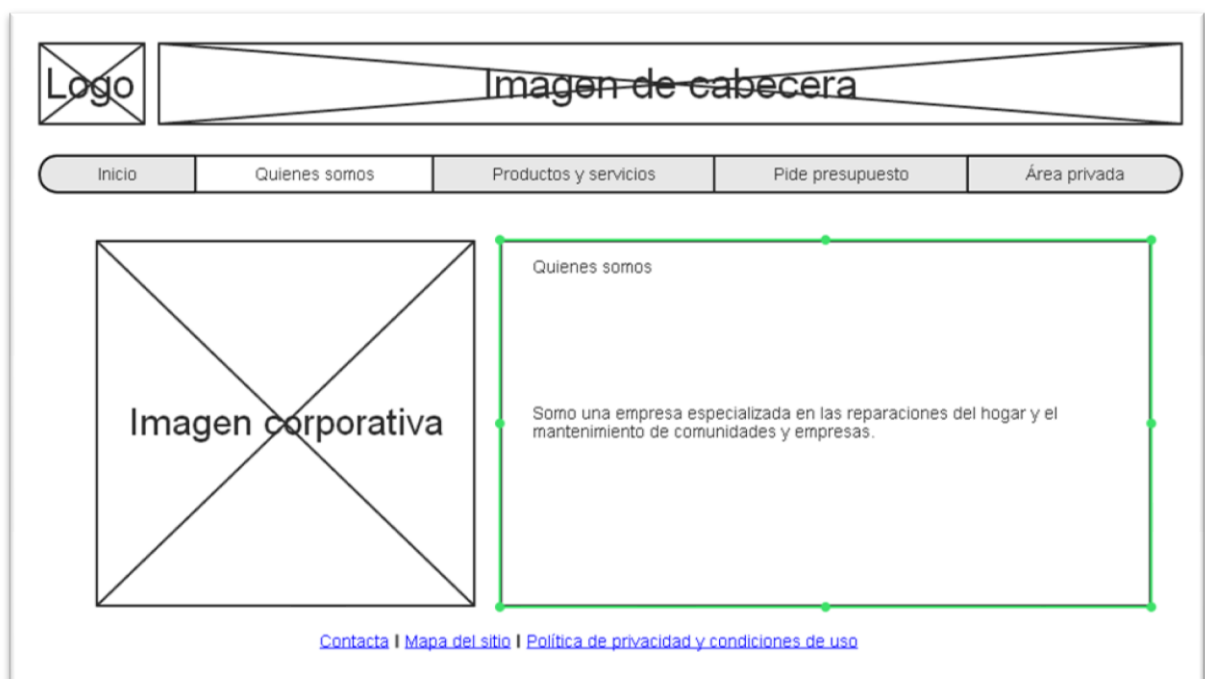 Logo
Imagen de cabecera
Inicio
Quienes somos
Productos y servicios
Pide presupuesto
Área privada
Quienes somos
Imagen corporativa
Somo una empresa especializada en las reparaciones del hogar y el
mantenimiento de comunidades y empresas.
Contacta | Mapa del sitio | Política de privacidad y condiciones de uso